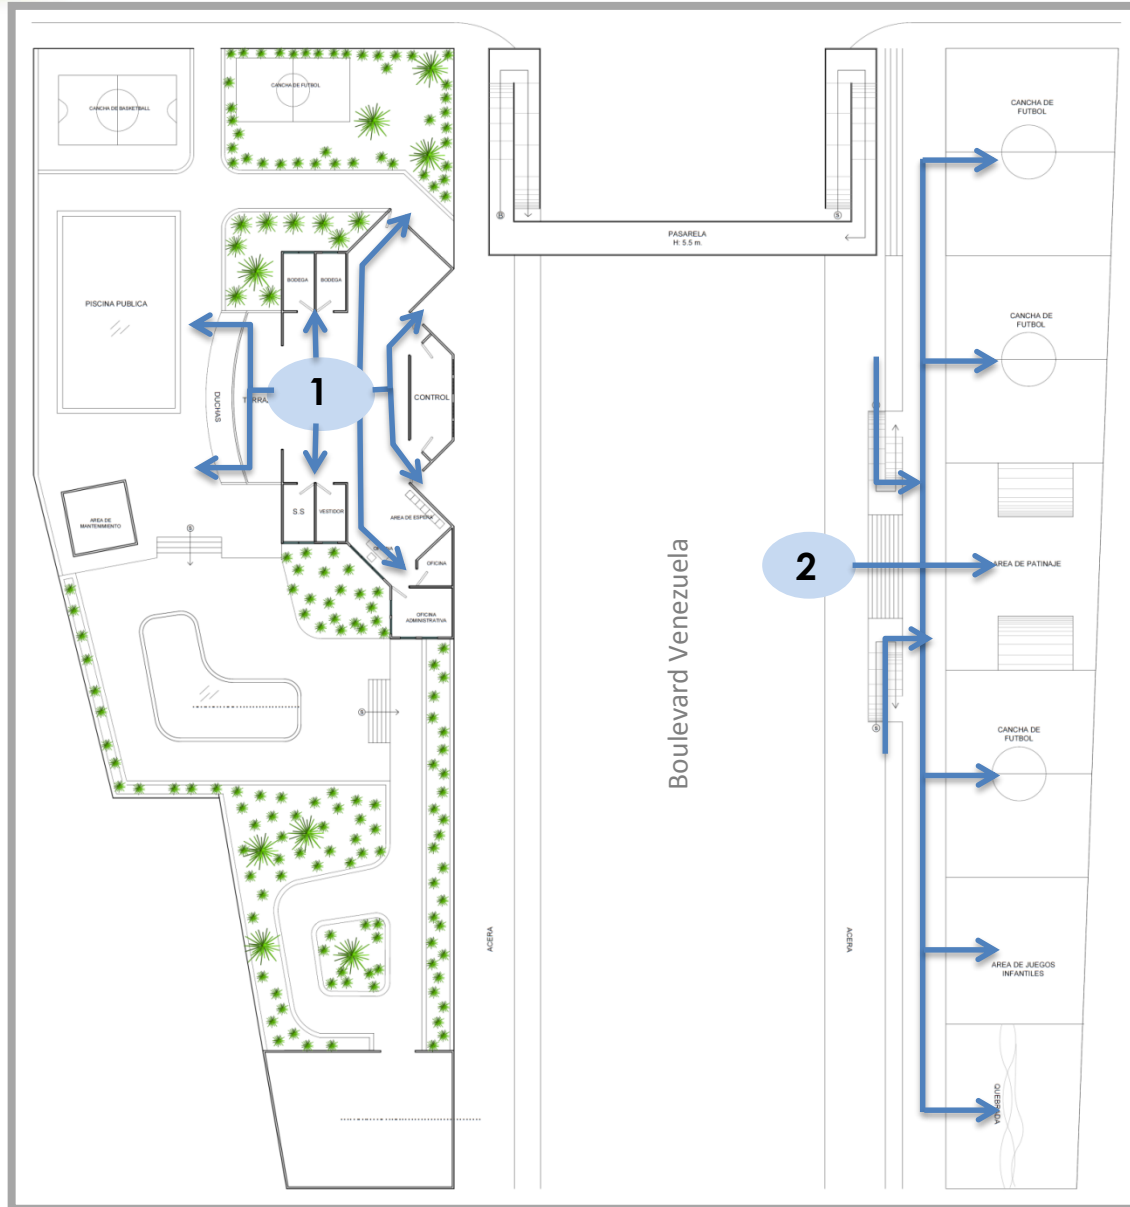 CANCHA DE BASKETBALL
CANCHA DE FUTBOL
CANCHA DE
FUTBOL
PASARELA
H: 5.5 m.
B
S
BODEGA
BODEGA
PISCINA PUBLICA
CANCHA DE
FUTBOL
DUCHAS
1
CONTROL
S.S
VESTIDOR
AREA DE ESPERA
AREA DE
MANTENIMIENTO
S
OFICINA
OFICINA
ADMINISTRATIVA
Boulevard Venezuela
2
AREA DE PATINAJE
S
S
CANCHA DE
FUTBOL
ACERA
ACERA
AREA DE JUEGOS
INFANTILES
QUEBRADA